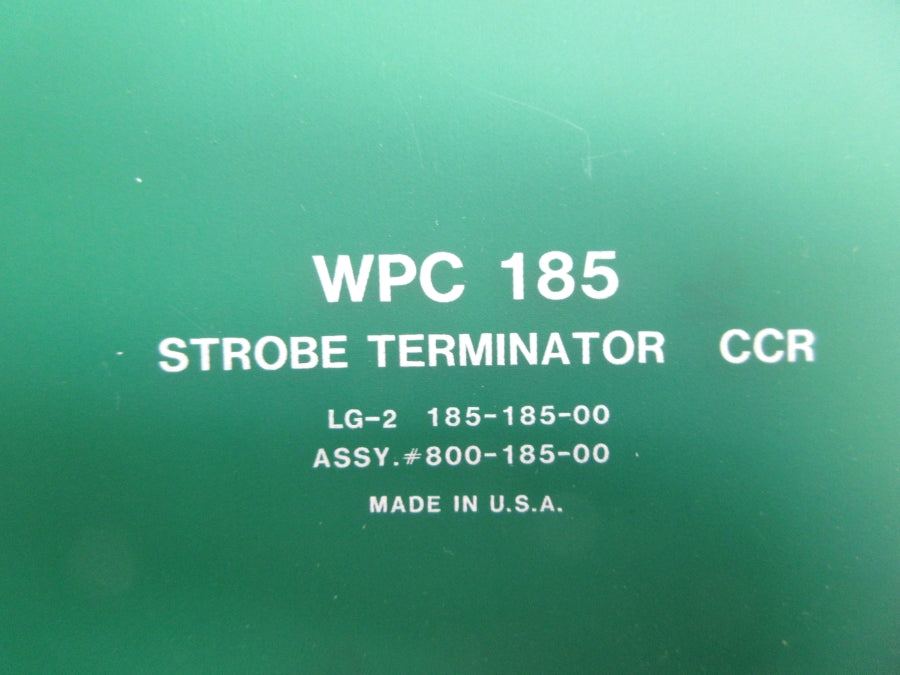 WPC 185
STROBE TERMINATOR CCR
LG-2 185-185-00
ASSY.#800-185-00
MADE IN U.S.A.